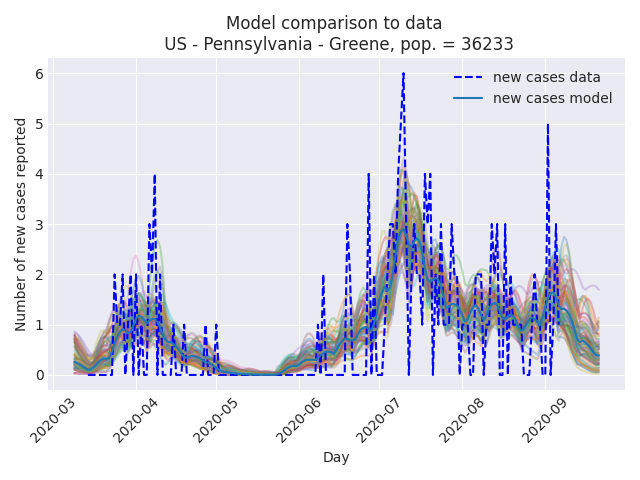 Model comparison to data
US - Pennsylvania - Greene, pop. = 36233
new cases data
new cases model
Number of new cases reported
6
5
4
3
2
1
0
2020-03
2020-04
2020-05
2020-06
2020-07
2020-08
2020-09
Day